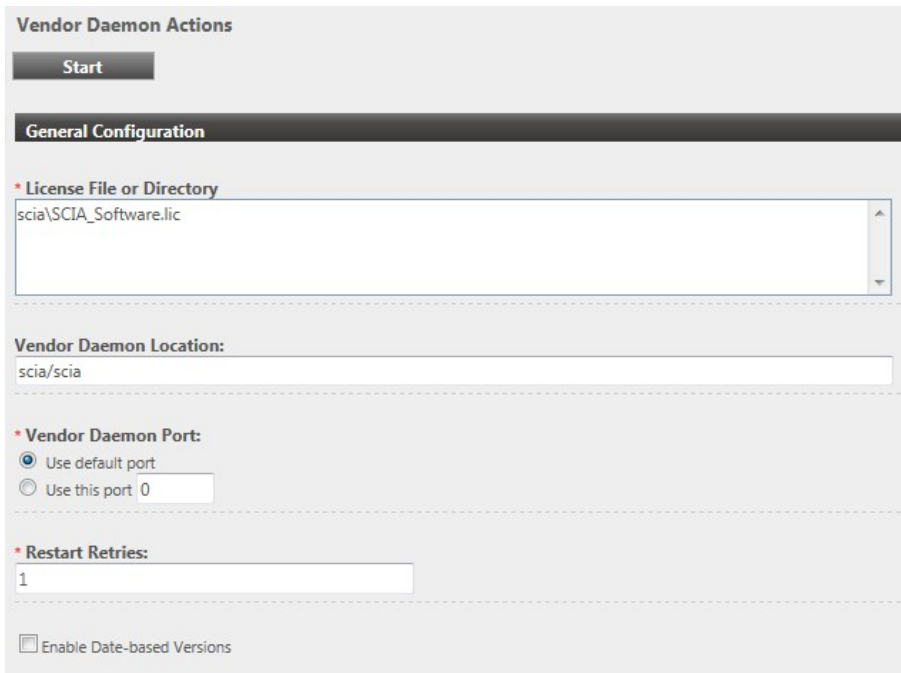 Vendor Daemon Actions
Start
General Configuration
* License File or Directory
scia\SCIA_Software.lic
Vendor Daemon Location:
scia/scia
* Vendor Daemon Port:
Use default port
Use this port 0
* Restart Retries:
1
Enable Date-based Versions